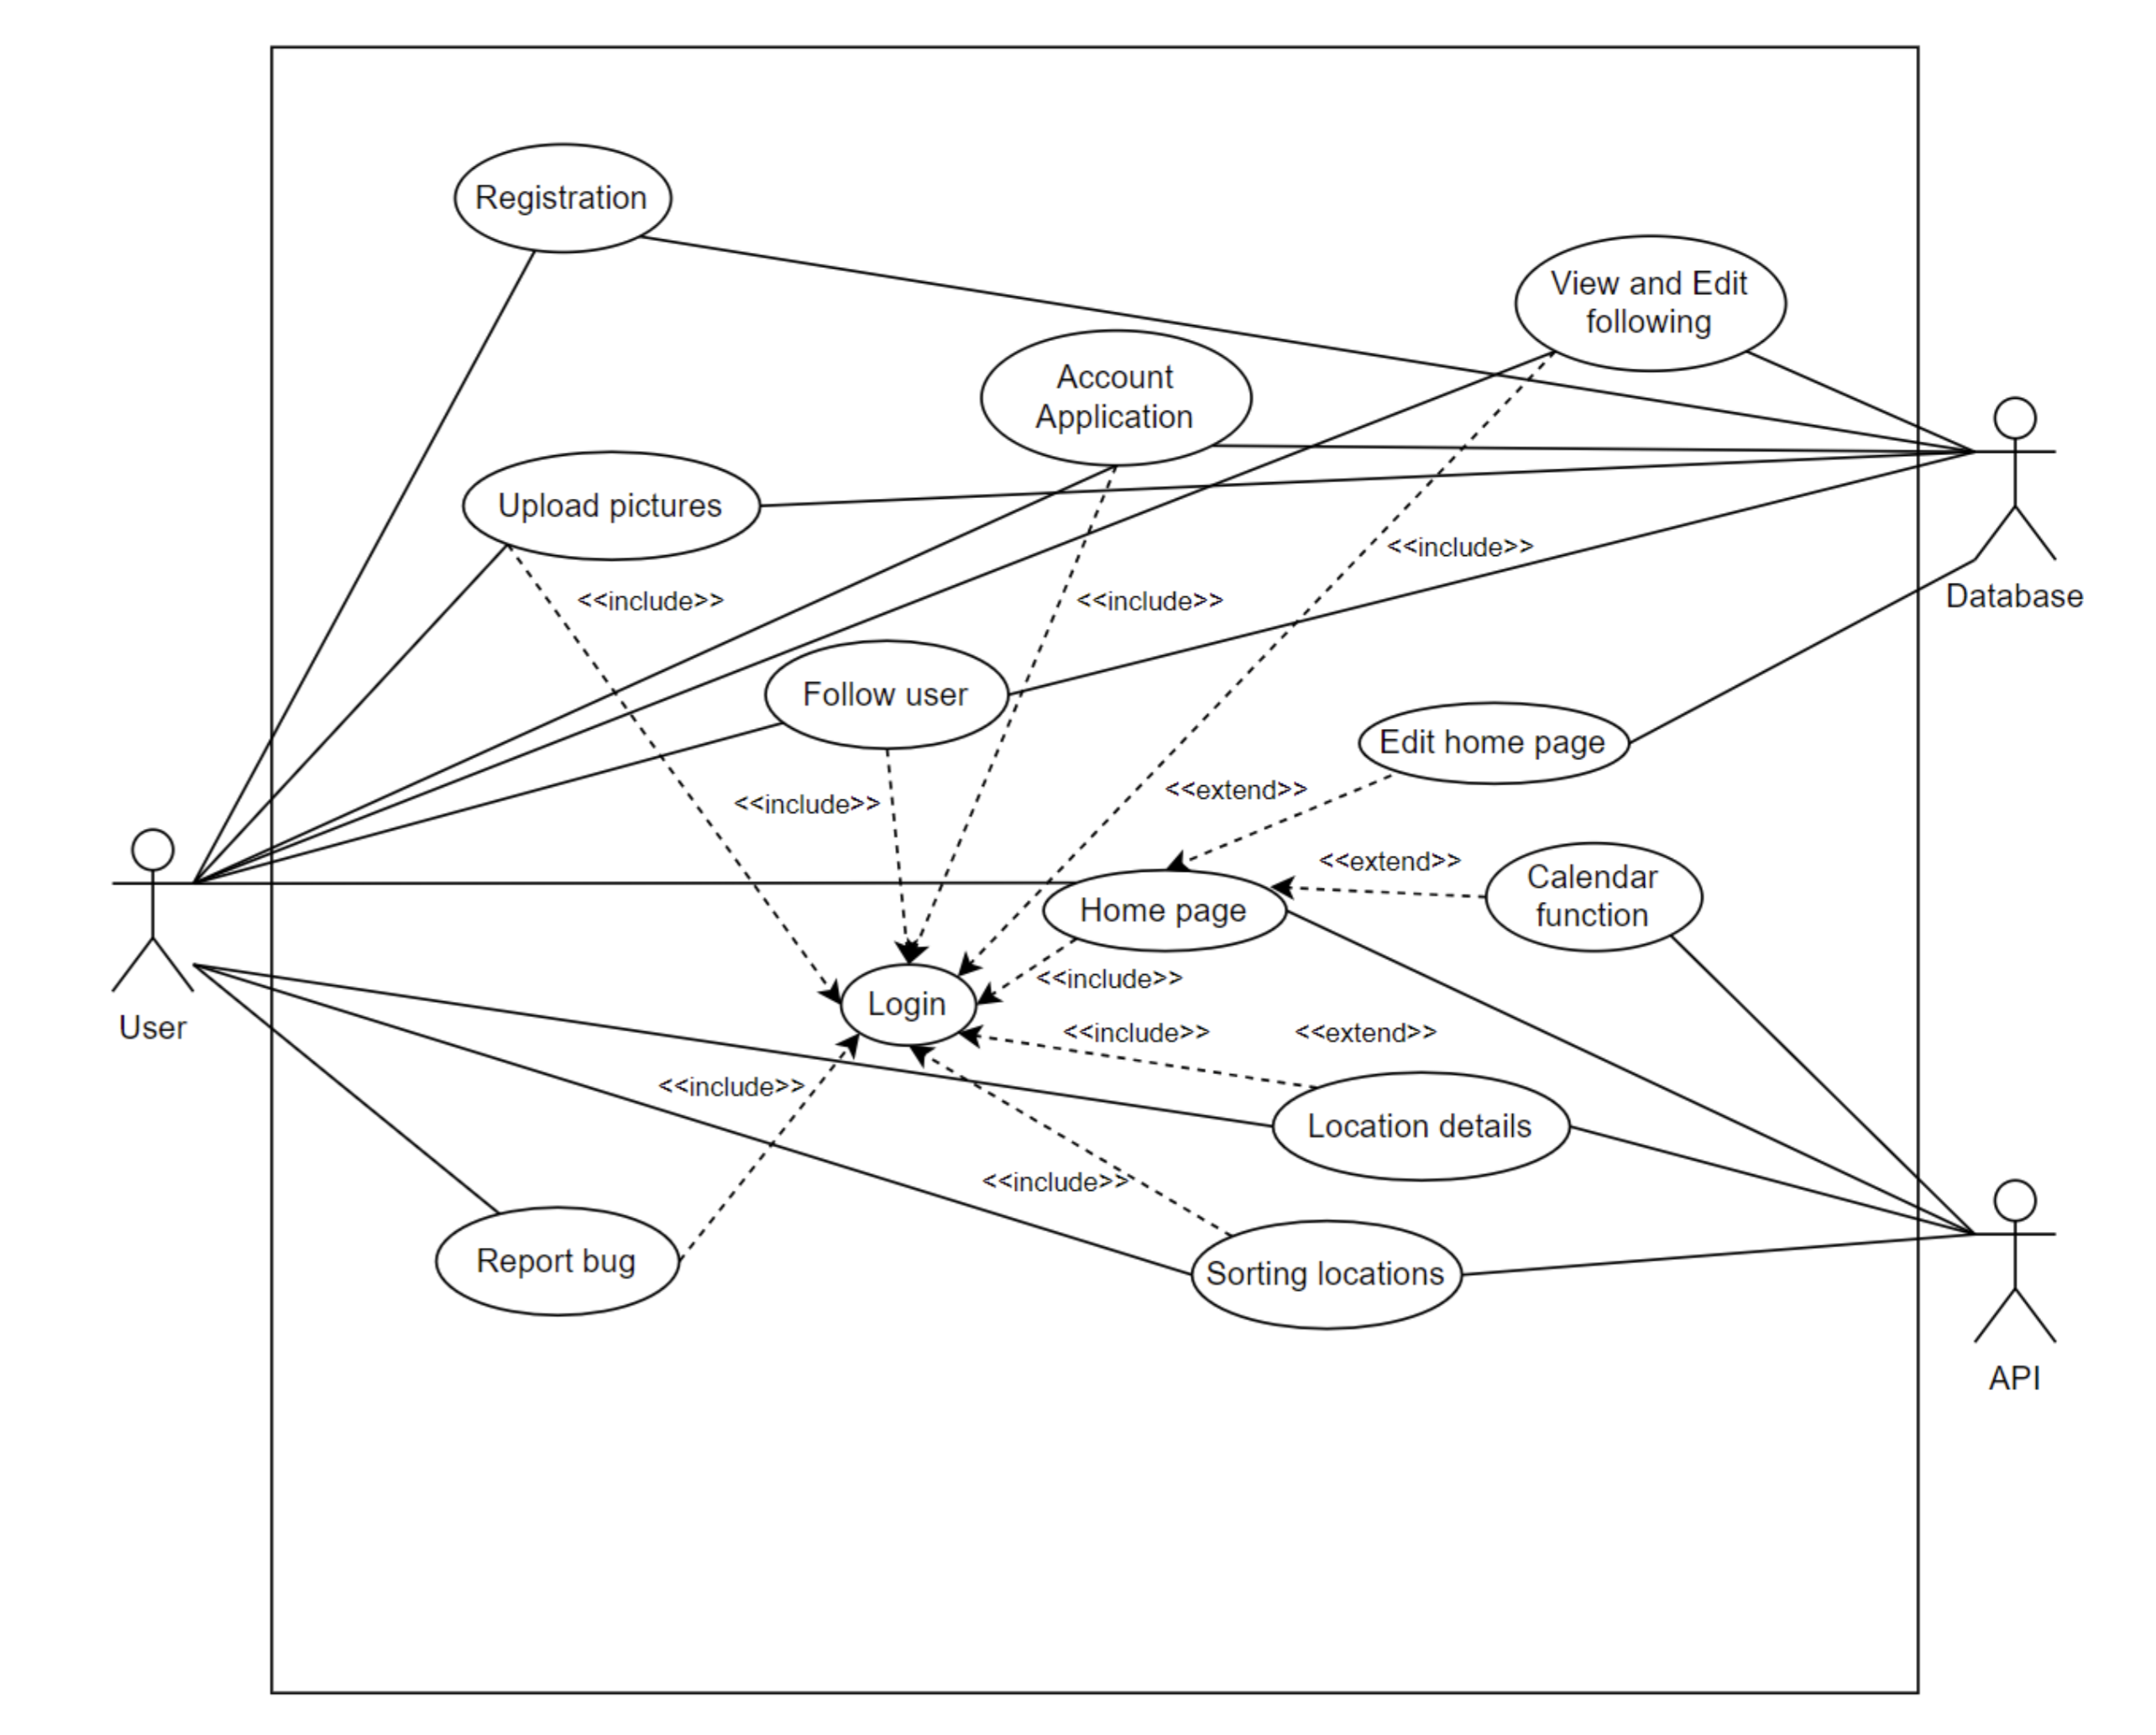 Registration
View and Edit
following
Account
Application
Upload pictures
<<include>>
<<include>>
<<include>>
Database
Follow user
Edit home page
<<include>>
<<extend>>
<<extend>>
Calendar
function
Home page
<<include>>
Login
User
<<include>>
<<extend>>
<<include>>
Location details
<<include>>
Report bug
Sorting locations
API